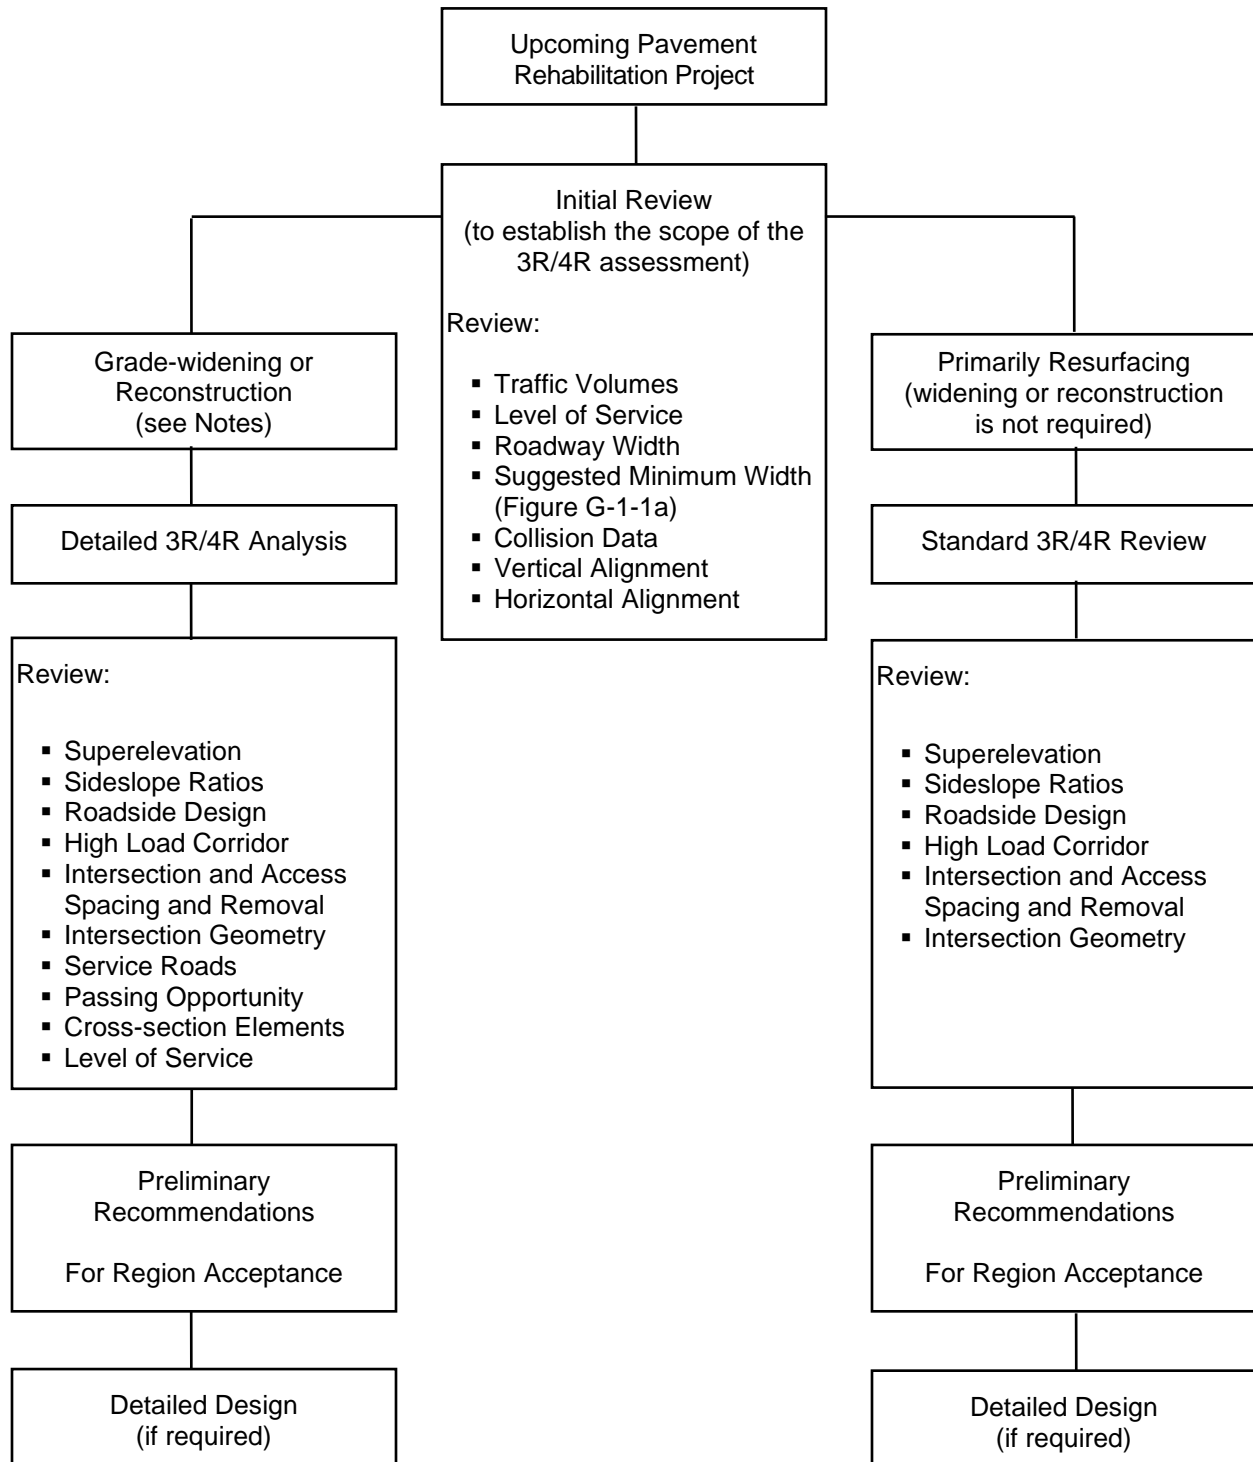 Upcoming Pavement
Rehabilitation Project
Initial Review
(to establish the scope of the
3R/4R assessment)
Review:
▪ Traffic Volumes
▪ Level of Service
▪ Roadway Width
▪ Suggested Minimum Width
(Figure G-1-1a)
▪ Collision Data
▪ Vertical Alignment
▪ Horizontal Alignment
Grade-widening or
Reconstruction
(see Notes)
Detailed 3R/4R Analysis
Review:
▪ Superelevation
▪ Sideslope Ratios
▪ Roadside Design
▪ High Load Corridor
▪ Intersection and Access
Spacing and Removal
▪ Intersection Geometry
▪ Service Roads
▪ Passing Opportunity
▪ Cross-section Elements
▪ Level of Service
Preliminary
Recommendations
For Region Acceptance
Detailed Design
(if required)
Primarily Resurfacing
(widening or reconstruction
is not required)
Standard 3R/4R Review
Review:
▪ Superelevation
▪ Sideslope Ratios
▪ Roadside Design
▪ High Load Corridor
▪ Intersection and Access
Spacing and Removal
▪ Intersection Geometry
Preliminary
Recommendations
For Region Acceptance
Detailed Design
(if required)